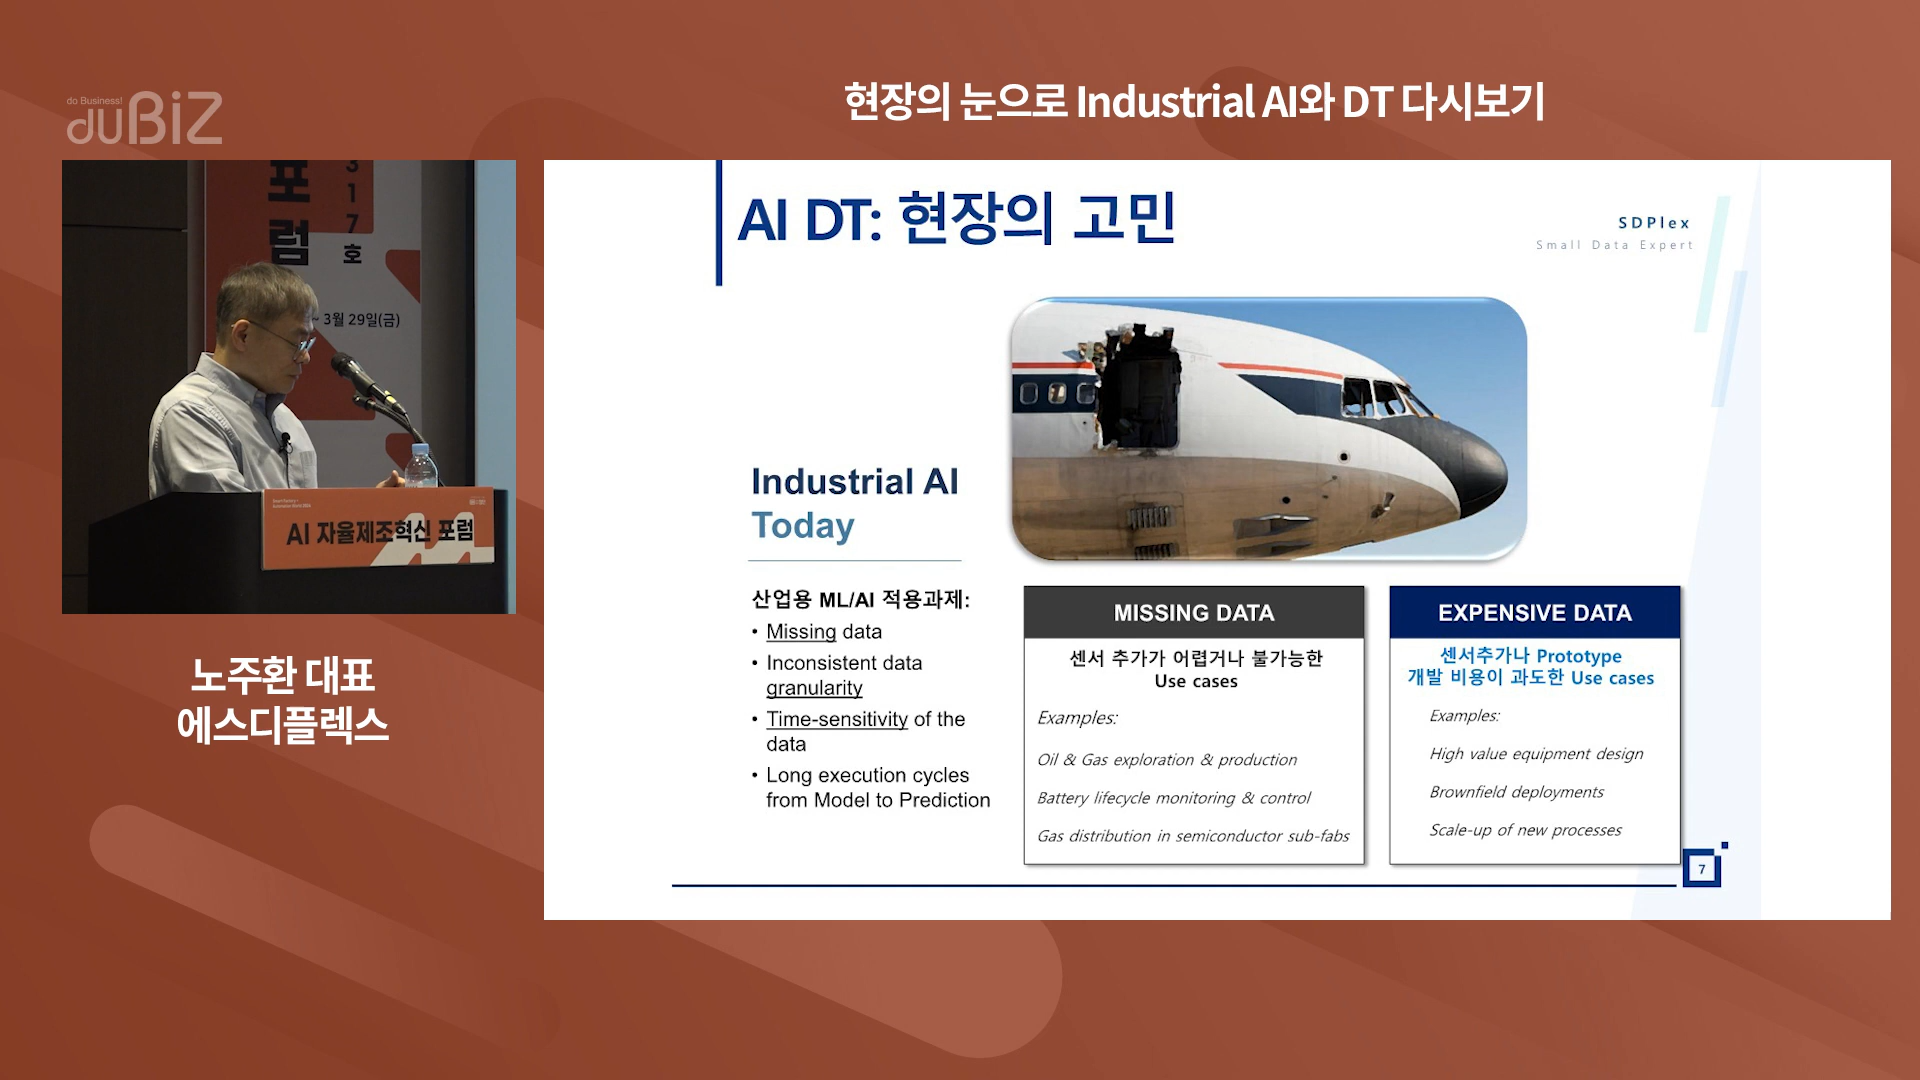 do Business!
duBiZ
현장의 눈으로 Industrial AI와 DT 다시보기
포럼
317호
~ 3월 29일(금)
AI 자율제조혁신 포럼
노주환 대표
에스디플렉스
AI DT: 현장의 고민
SDPlex
Small Data Expert
Industrial AI
Today
산업용 ML/AI 적용과제:
• Missing data
• Inconsistent data
granularity
• Time-sensitivity of the
data
• Long execution cycles
from Model to Prediction
MISSING DATA
센서 추가가 어렵거나 불가능한
Use cases
Examples:
Oil & Gas exploration & production
Battery lifecycle monitoring & control
Gas distribution in semiconductor sub-fabs
EXPENSIVE DATA
센서추가나 Prototype
개발 비용이 과도한 Use cases
Examples:
High value equipment design
Brownfield deployments
Scale-up of new processes
7